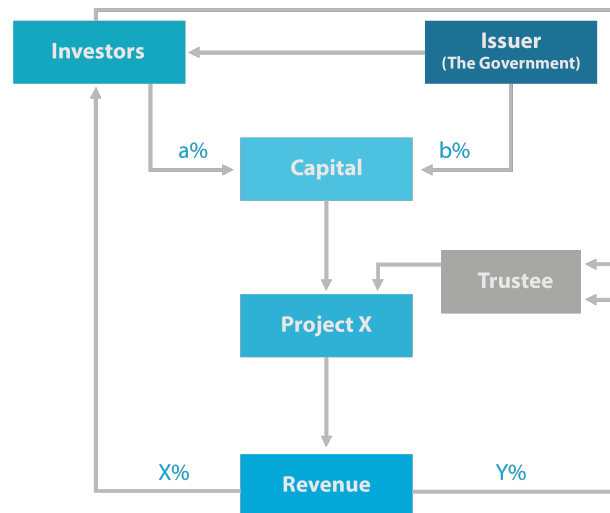 Investors
Issuer
(The Government)
a%
b%
Capital
Trustee
Project X
X%
Revenue
Y%